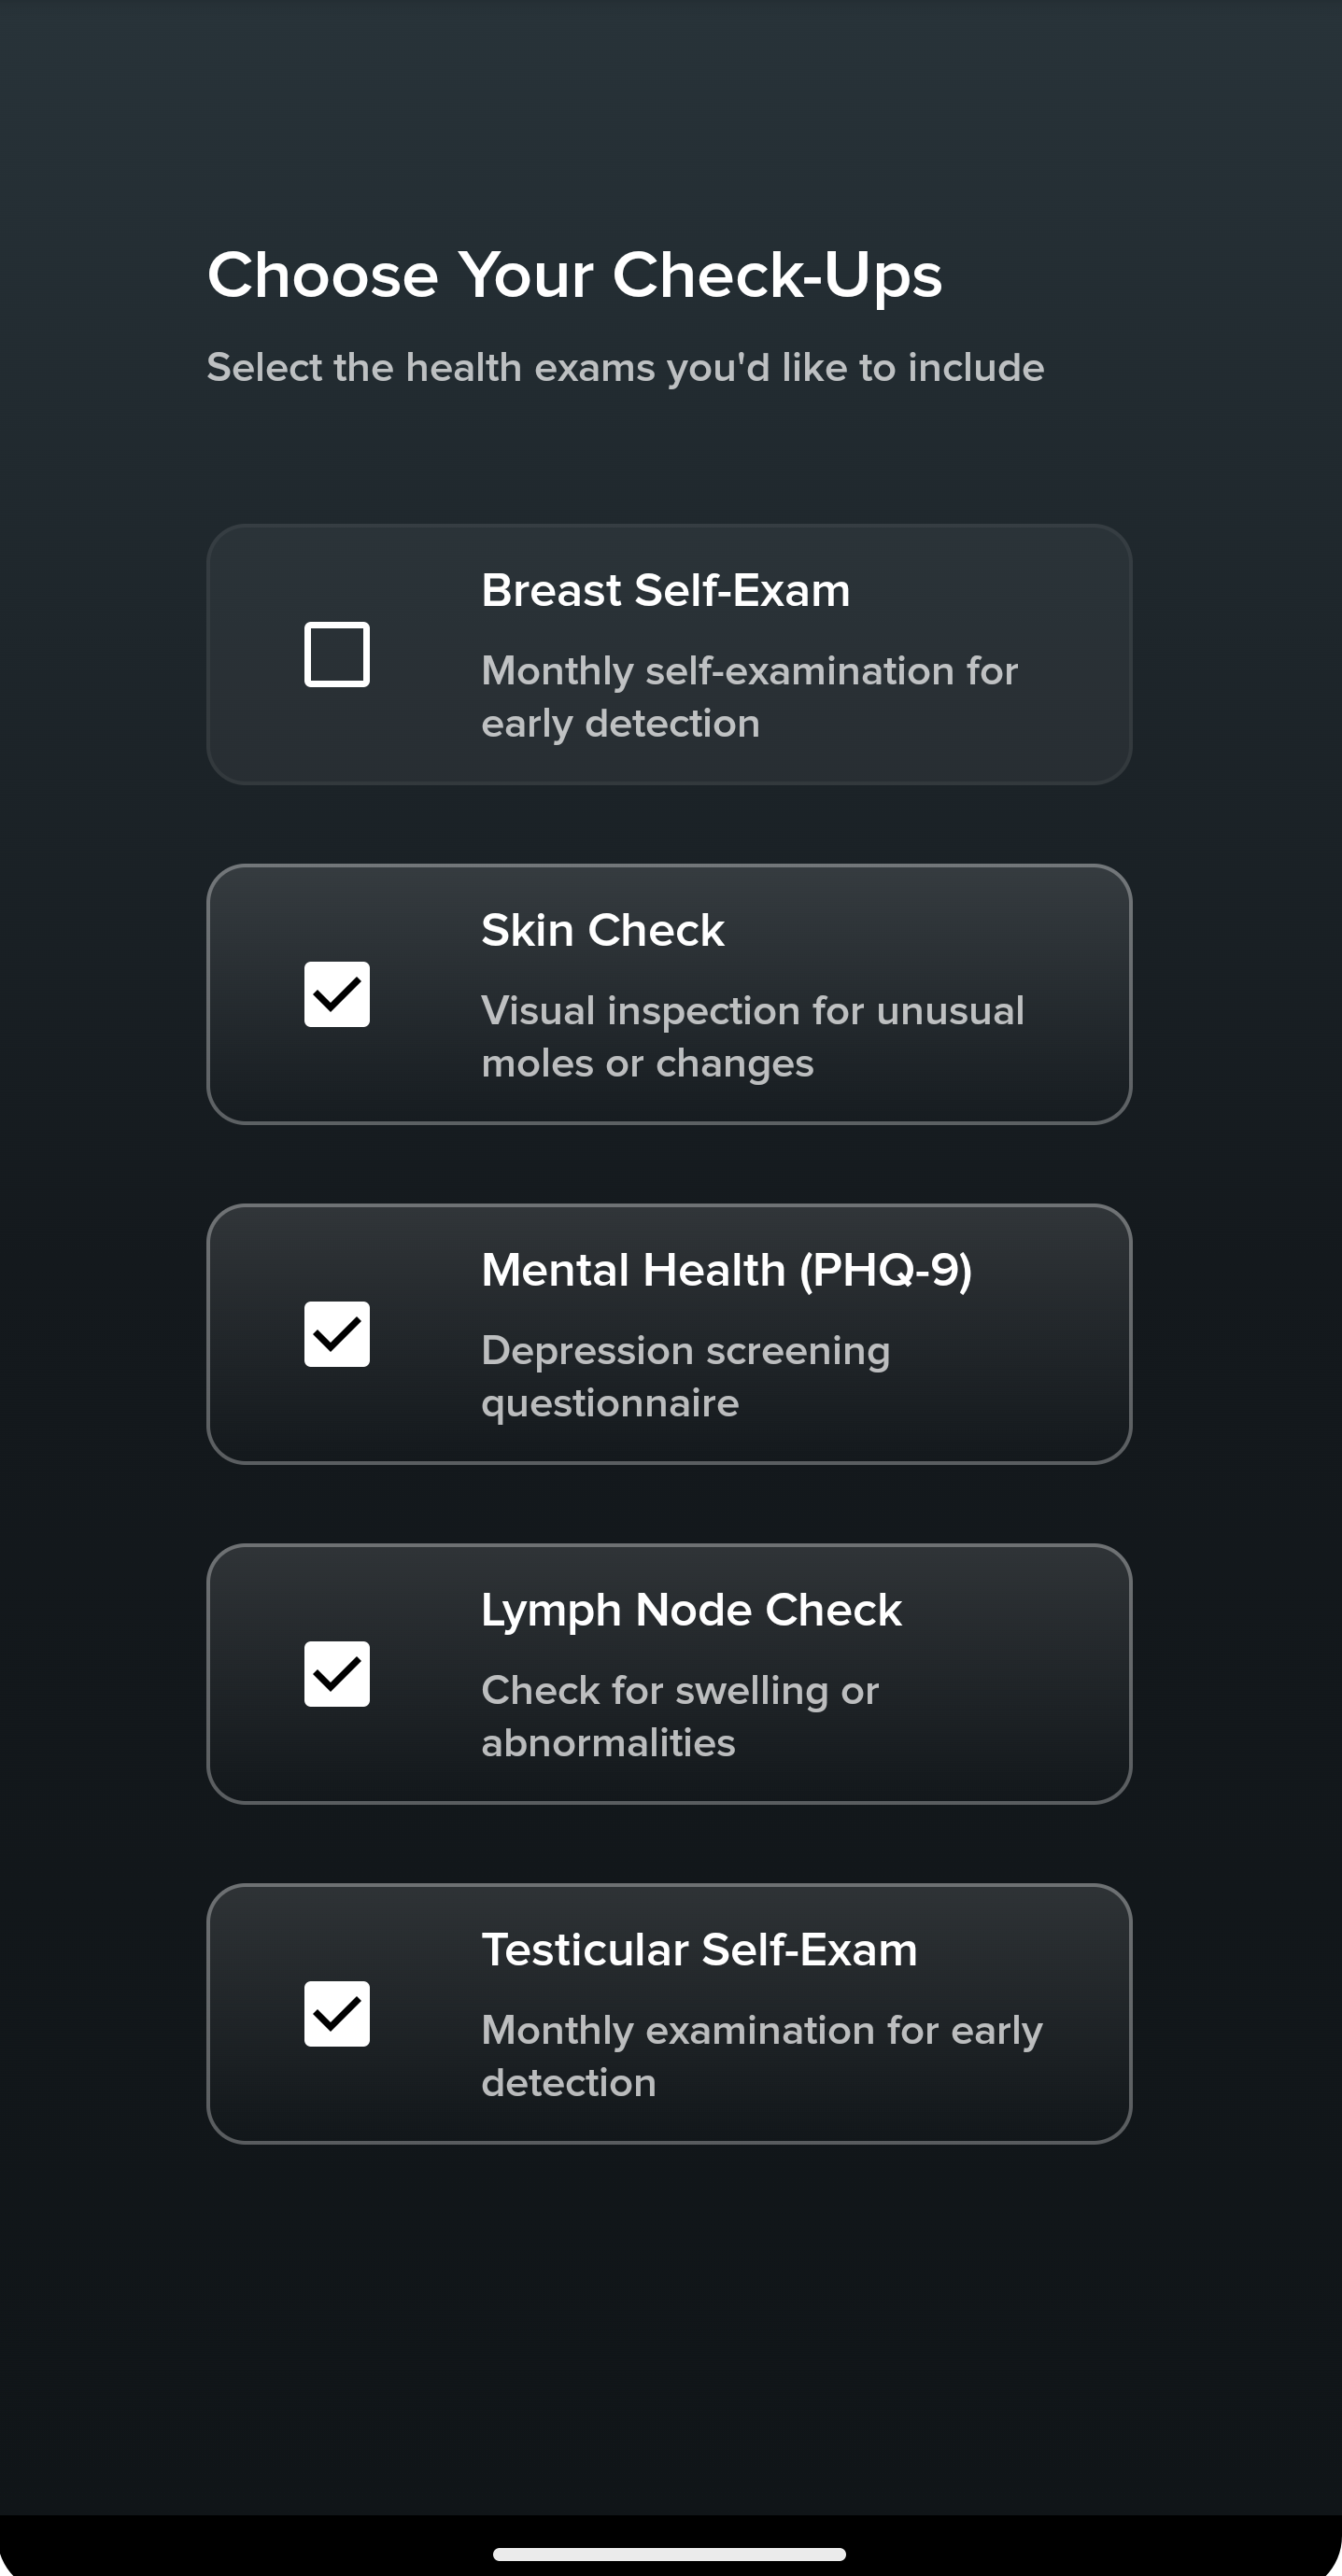 Choose Your Check-Ups
Select the health exams you'd like to include
Breast Self-Exam
Monthly self-examination for
early detection
Skin Check
Visual inspection for unusual
moles or changes
Mental Health (PHQ-9)
Depression screening
questionnaire
Lymph Node Check
Check for swelling or
abnormalities
Testicular Self-Exam
Monthly examination for early
detection